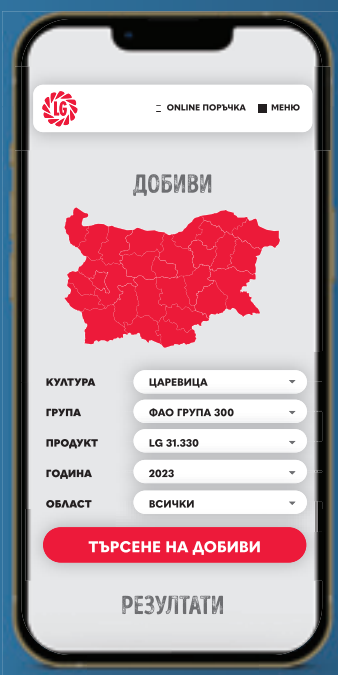 LG
ONLINE ПОРЪЧКА
МЕНЮ
ДОБИВИ
КУЛТУРА ЦАРЕВИЦА
ГРУПА ФАО ГРУПА 300
ПРОДУКТ LG 31.330
ГОДИНА 2023
ОБЛАСТ ВСИЧКИ
ТЪРСЕНЕ НА ДОБИВИ
РЕЗУЛТАТИ